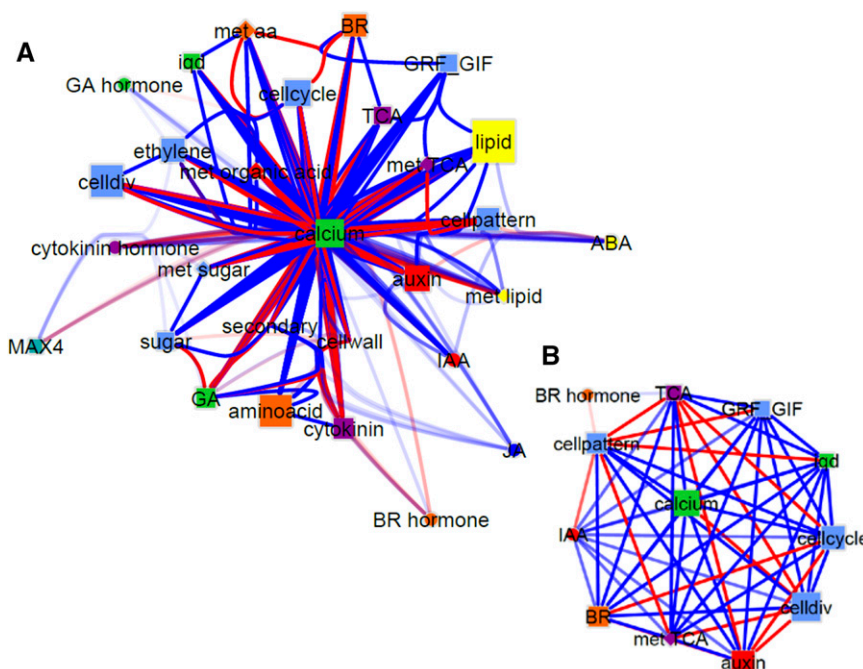 A
met aa
BR
iqd
GRF_GIF
GA hormone
cellcycle
TCA
lipid
ethylene
met TCA
met organic acid
celldiv
cellpattern
calcium
cytokinin hormone
ABA
met sugar
auxin
met lipid
secondary
MAX4
sugar
cellwall
IAA
B
GA
aminoacid
cytokinin
JA
BR hormone
BR hormone
TCA
GRF_GIF
cellpattern
iqd
calcium
IAA
cellcycle
BR
celldiv
met TCA
auxin